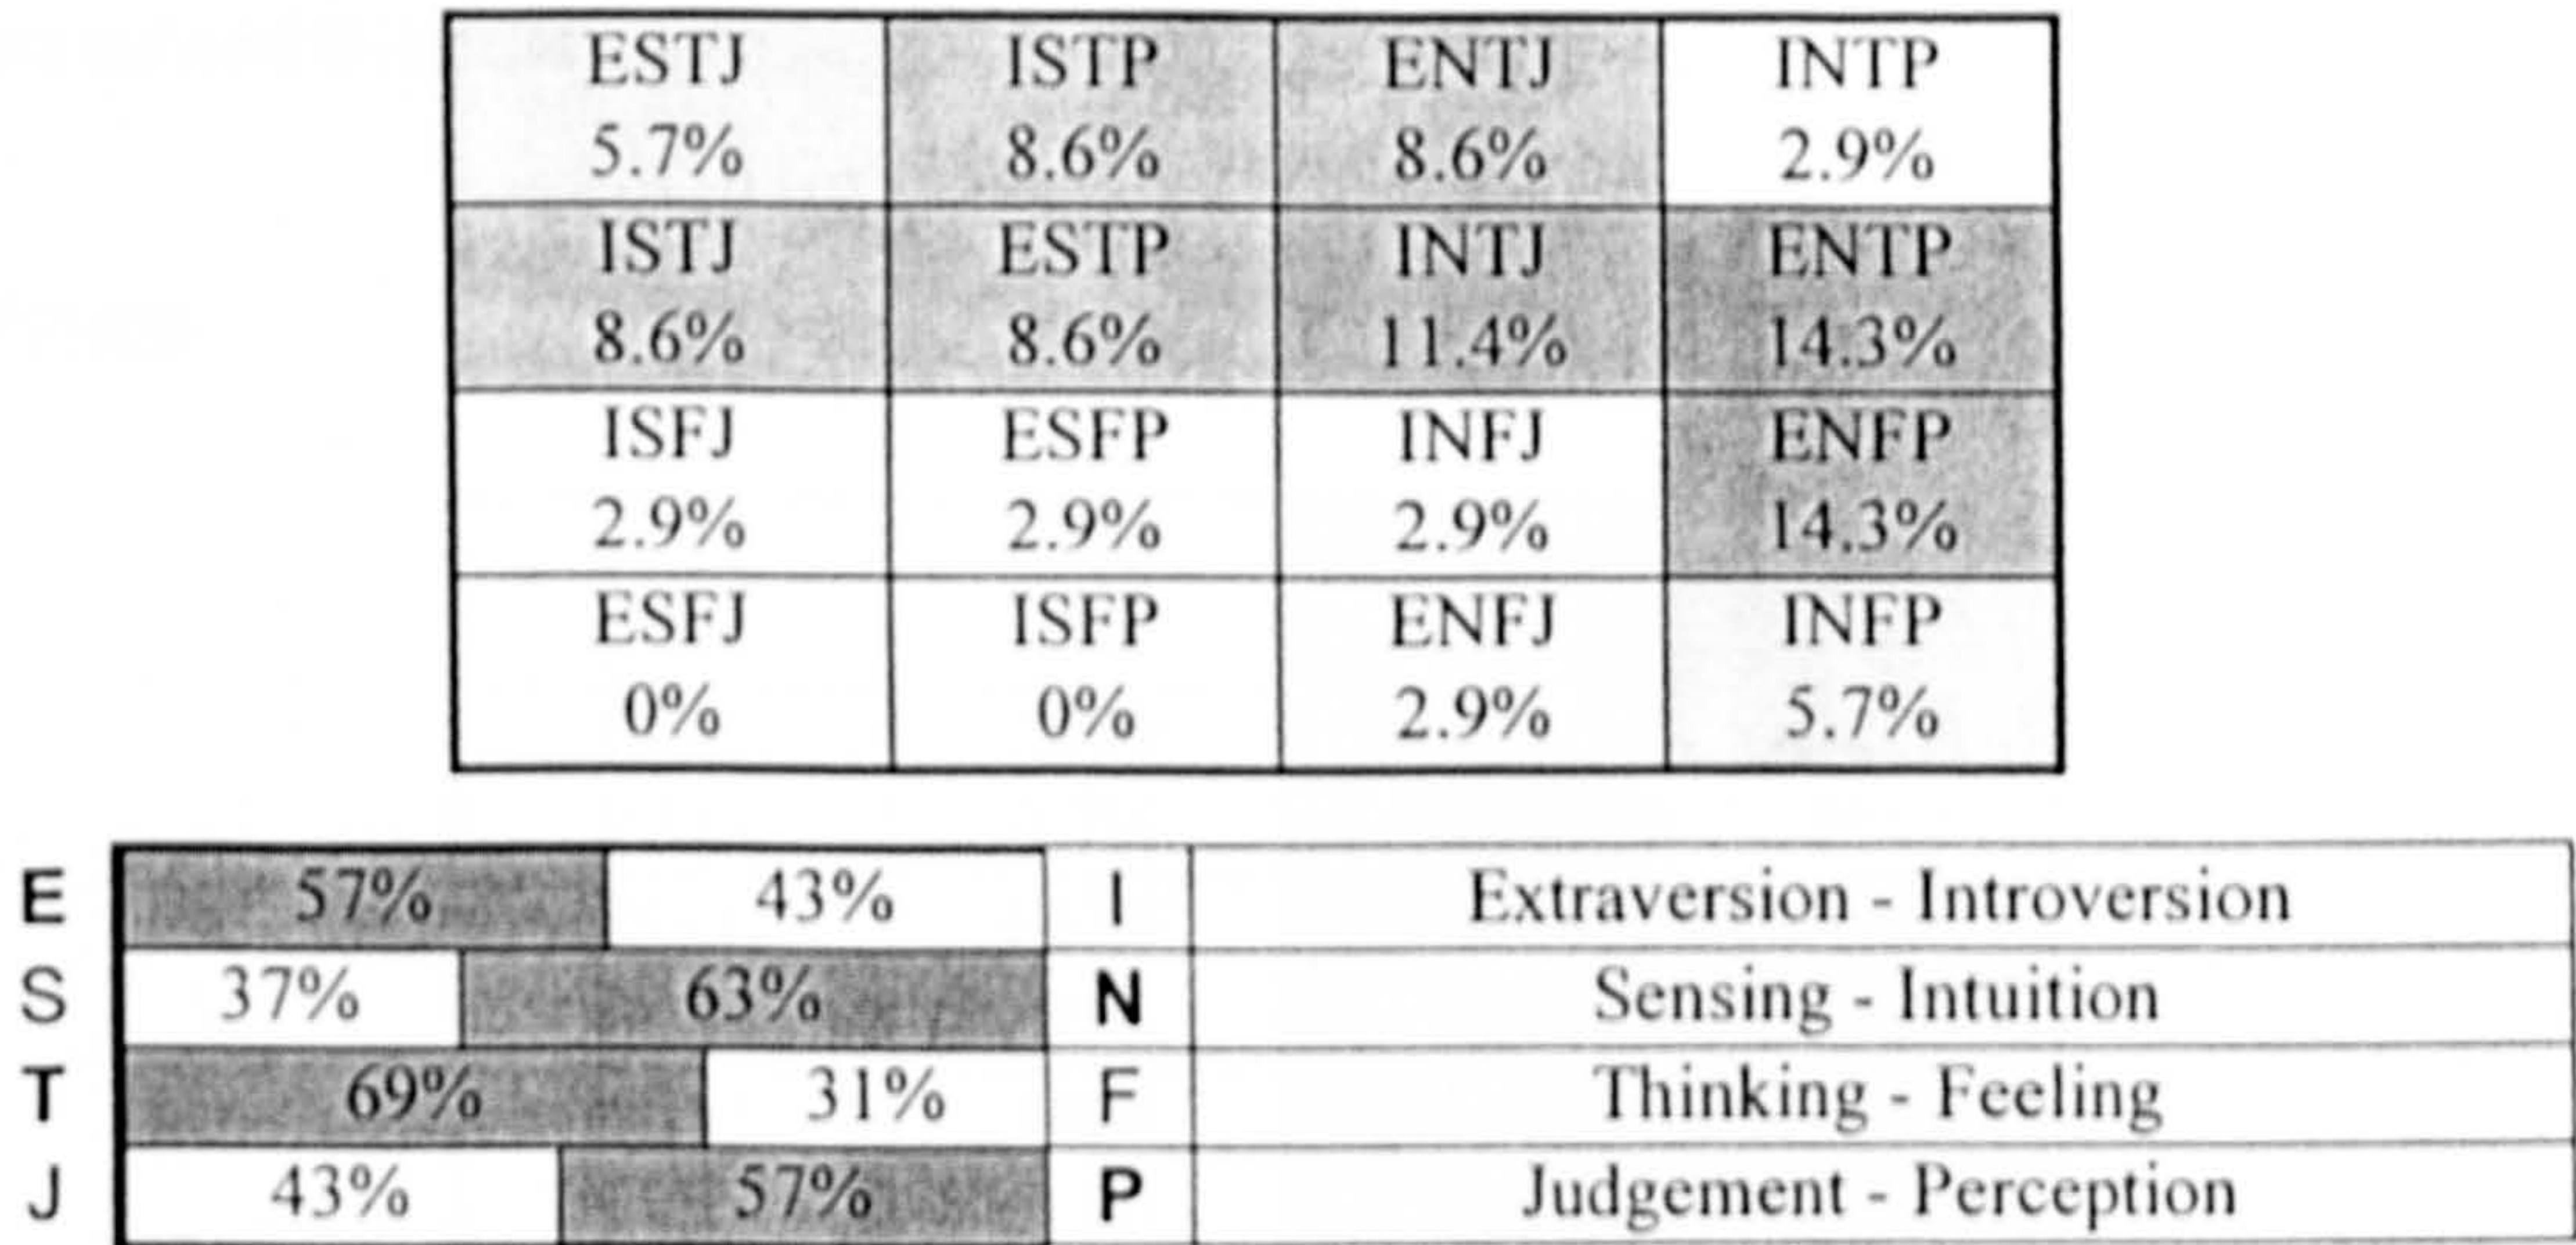 ESTJ ISTP ENTJ INTP
5.7% 8.6% 8.6% 2.9%
ISTJ ESTP INTJ ENTP
8.6% 8.6% 11.4% 14.3%
ISFJ ESFP INFJ ENFP
2.9% 2.9% 2.9% 14.3%
ESFJ ISFP ENFJ INFP
0% 0% 2.9% 5.7%
E 57% 43% I Extraversion - Introversion
S 37% 63% N Sensing - Intuition
T 69% 31% F Thinking - Feeling
J 43% 57% P Judgement - Perception